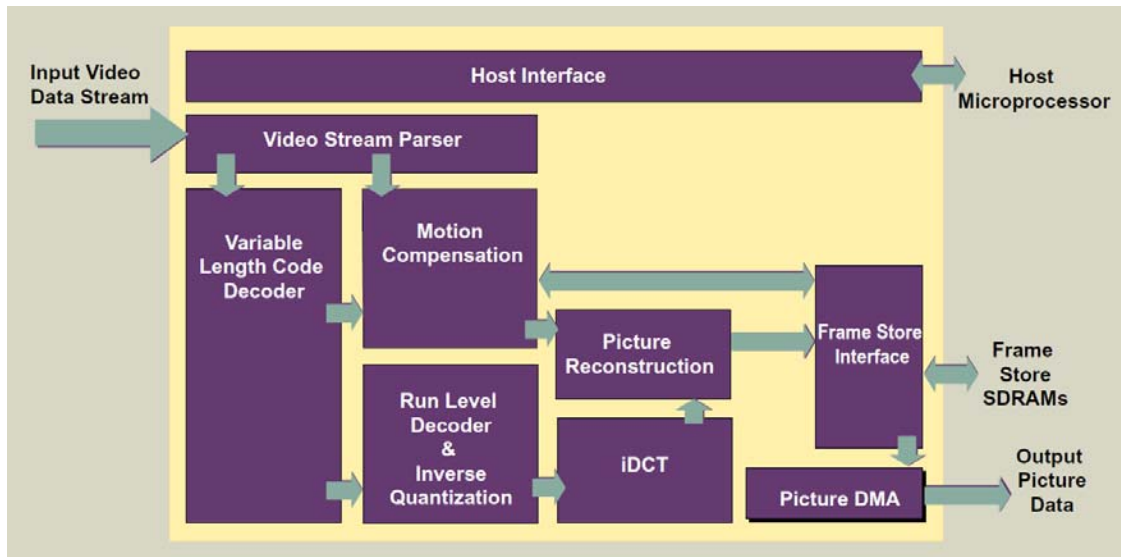 Input Video
Data Stream
Host Interface
Host
Microprocessor
Video Stream Parser
Variable
Length Code
Decoder
Motion
Compensation
Picture
Reconstruction
Frame Store
Interface
Frame
Store
SDRAMs
Run Level
Decoder
&
Inverse
Quantization
iDCT
Picture DMA
Output
Picture
Data